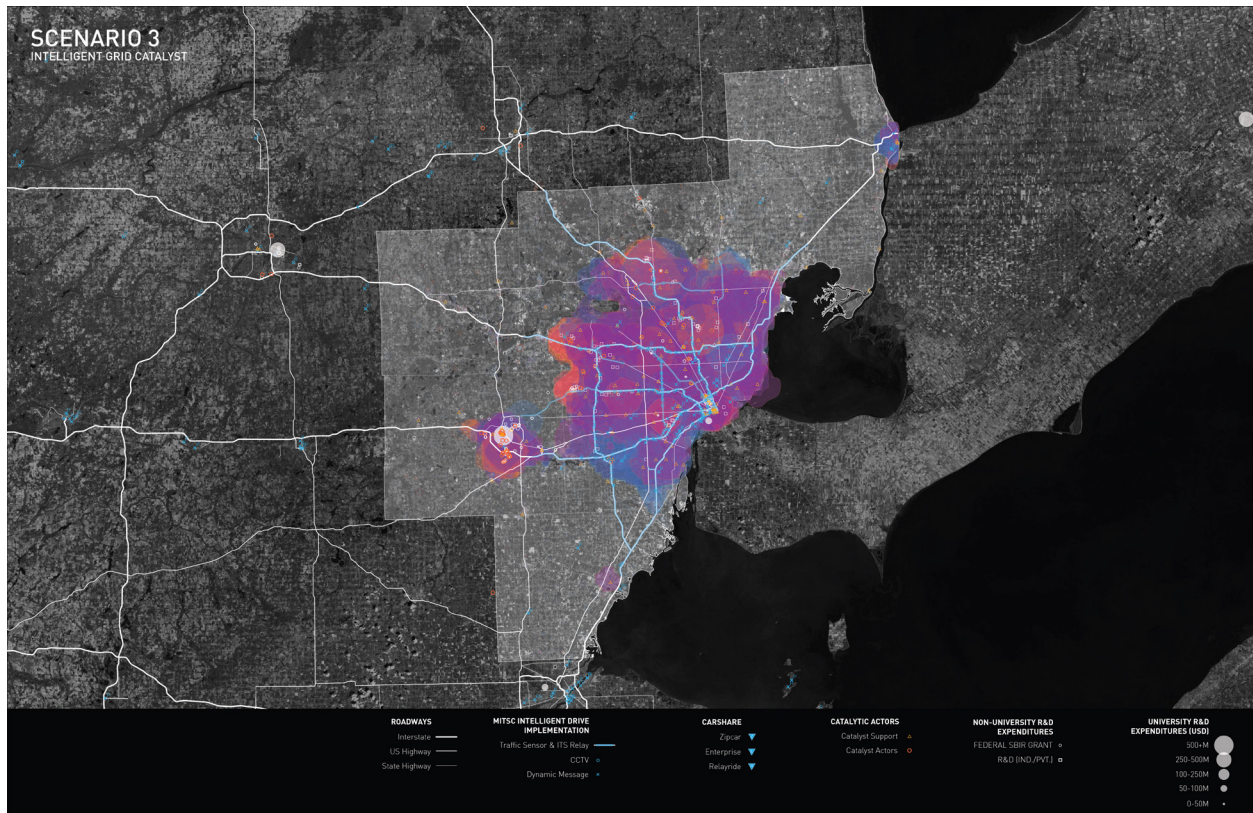 SCENARIO 3
INTELLIGENT-GRID CATALYST
ROADWAYS
Interstate
US Highway
State Highway
MITSC INTELLIGENT DRIVE
IMPLEMENTATION
Traffic Sensor & ITS Relay
CCTV
Dynamic Message
CARSHARE
Zipcar
Enterprise
Relayride
CATALYTIC ACTORS
Catalyst Support
Catalyst Actors
NON-UNIVERSITY R&D
EXPENDITURES
FEDERAL SBIR GRANT
R&D (IND./PVT.)
UNIVERSITY R&D
EXPENDITURES (USD)
500+M
250-500M
100-250M
50-100M
0-50M